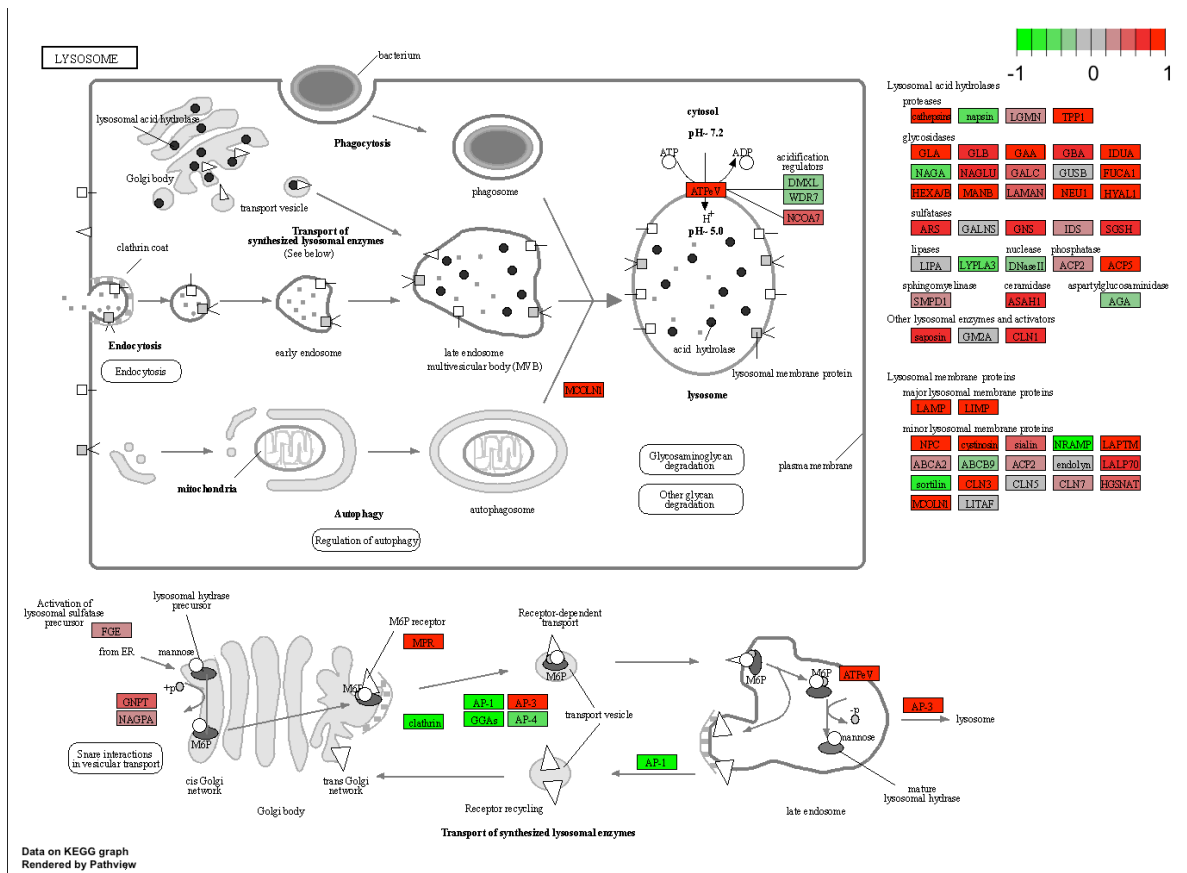 LYSOSOME
bacterium
-1
0
1
lysosomal acid hydrolase
Golgi body
transport vesicle
Phagocytosis
phagosome
Transport of
synthesized lysosomal enzymes
(See below)
clathrin coat
Endocytosis
Endocytosis
early endosome
late endosome
multivesicular body (MVB)
cytosol
pH~ 7.2
ATP
ADP
ATPeV
H+
pH~ 5.0
acidification
regulators
DMXL
WDR7
NCOA7
acid hydrolase
lysosomal membrane protein
lysosome
MCOLN1
mitochondria
Autophagy
Regulation of autophagy
autophagosome
Glycosaminoglycan
degradation
Other glycan
degradation
plasma membrane
Lysosomal acid hydrolases
proteases
cathepsins napsin LGMN TPP1
glycosidases
GLA GLB GAA GBA IDUA
NAGA NAGLU GALC GUSB FUCA1
HEXA/B MANB LAMAN NEU1 HYAL1
sulfatases
ARS GALNS GNS IDS SGSH
lipases nuclease phosphatase
LIPA LYPLA3 DNaseII ACP2 ACP5
sphingomyelinase ceramidase aspartylglucosaminidase
SMPD1 ASAH1 AGA
Other lysosomal enzymes and activators
saposin GM2A CLN1
Lysosomal membrane proteins
major lysosomal membrane proteins
LAMP LIMP
minor lysosomal membrane proteins
NPC cystinosin sialin NRAMP LAPTM
ABCA2 ABCB9 ACP2 endolyn LALP70
sortilin CLN3 CLN5 CLN7 HGSNAT
MCOLN1 LITAF
Activation of
lysosomal sulfatase
precursor
FGE
from ER
lysosomal hydrase
precursor
mannose
+p
GNPT
NAGPA
M6P
Snare interactions
in vesicular transport
cis Golgi
network
Golgi body
trans Golgi
network
M6P
M6P receptor
MPR
clathrin
AP-1 AP-3
GGAs AP-4
Receptor-dependent
transport
M6P
transport vesicle
AP-1
Receptor recycling
Transport of synthesized lysosomal enzymes
M6P
M6P
ATPeV
-p
mannose
AP-3
lysosome
mature
lysosomal hydrase
late endosome
Data on KEGG graph
Rendered by Pathview